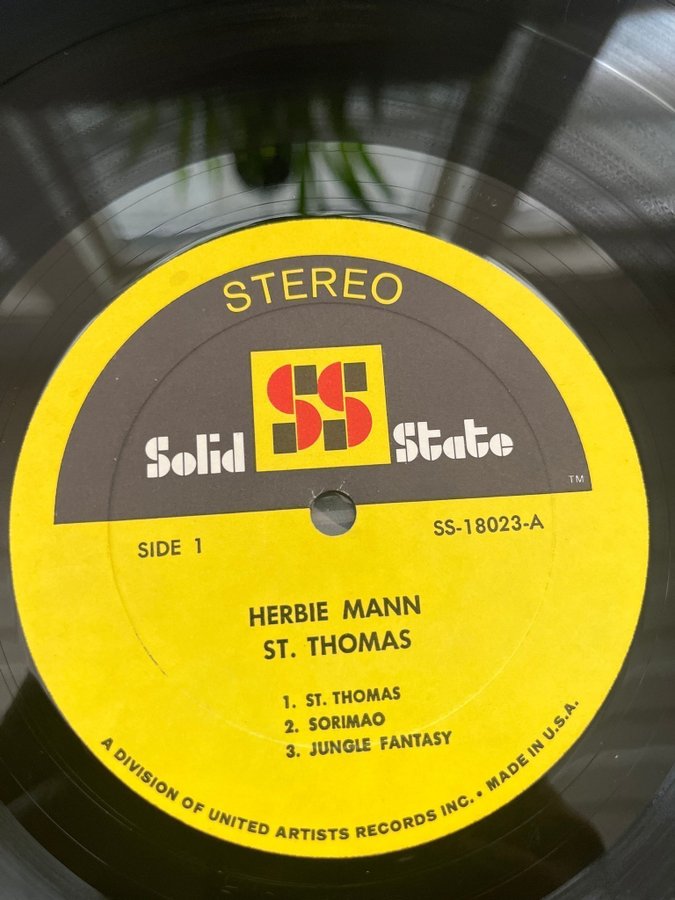 STEREO
SS
Solid State
TM
SIDE 1
SS-18023-A
HERBIE MANN
ST. THOMAS
1. ST. THOMAS
2. SORIMAO
3. JUNGLE FANTASY
A DIVISION OF UNITED ARTISTS RECORDS INC. • MADE IN U.S.A.